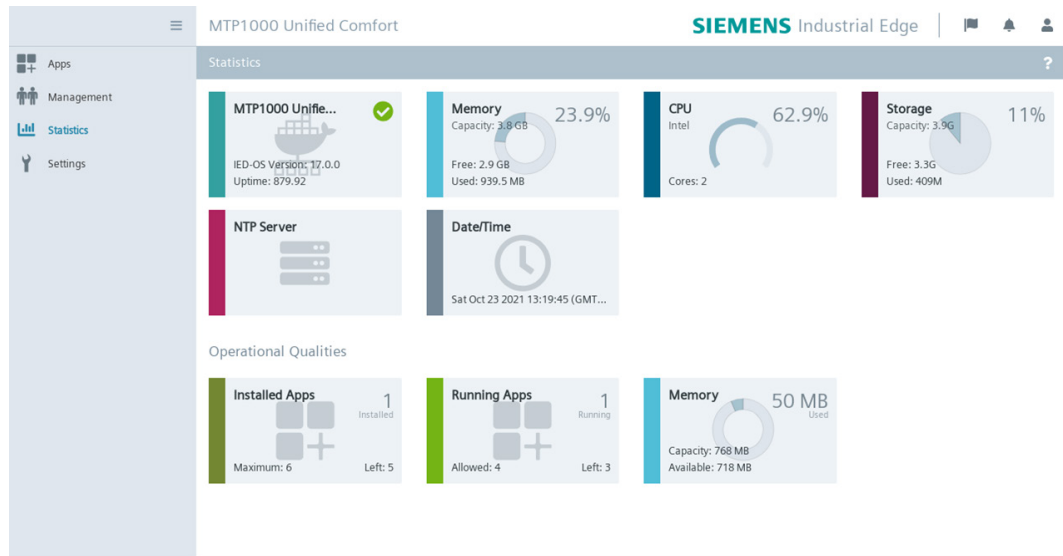 MTP1000 Unified Comfort
SIEMENS Industrial Edge
Apps
Management
Statistics
Settings
Statistics
?
MTP1000 Unifie...
IED-OS Version: 17.0.0
Uptime: 879.92
Memory
23.9%
Capacity: 3.8 GB
Free: 2.9 GB
Used: 939.5 MB
CPU
62.9%
Intel
Cores: 2
Storage
11%
Capacity: 3.9G
Free: 3.3G
Used: 409M
NTP Server
Date/Time
Sat Oct 23 2021 13:19:45 (GMT...
Operational Qualities
Installed Apps
1
Installed
Maximum: 6
Left: 5
Running Apps
1
Running
Allowed: 4
Left: 3
Memory
50 MB
Used
Capacity: 768 MB
Available: 718 MB